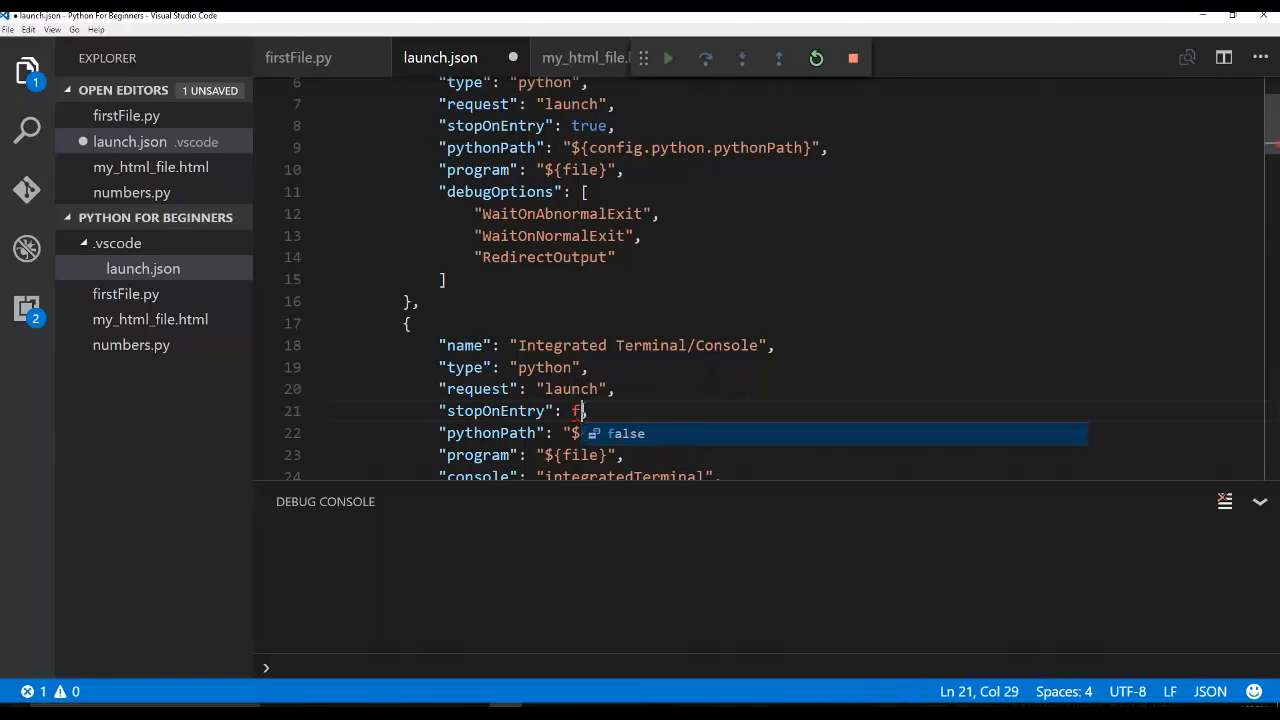 ● launch.json - Python For Beginners - Visual Studio Code
File Edit View Go Help
EXPLORER
OPEN EDITORS 1 UNSAVED
firstFile.py
launch.json .vscode
my_html_file.html
numbers.py
PYTHON FOR BEGINNERS
.vscode
launch.json
firstFile.py
my_html_file.html
numbers.py
1
2
firstFile.py launch.json my_html_file.
6 "type": "python",
7 "request": "launch",
8 "stopOnEntry": true,
9 "pythonPath": "${config.python.pythonPath}",
10 "program": "${file}",
11 "debugOptions": [
12 "WaitOnAbnormalExit",
13 "WaitOnNormalExit",
14 "RedirectOutput"
15 ]
16 },
17 {
18 "name": "Integrated Terminal/Console",
19 "type": "python",
20 "request": "launch",
21 "stopOnEntry": f,
22 "pythonPath": "$
false
23 "program": "${file}",
24 "console": "integratedTerminal",
DEBUG CONSOLE
1 0 Ln 21, Col 29 Spaces: 4 UTF-8 LF JSON